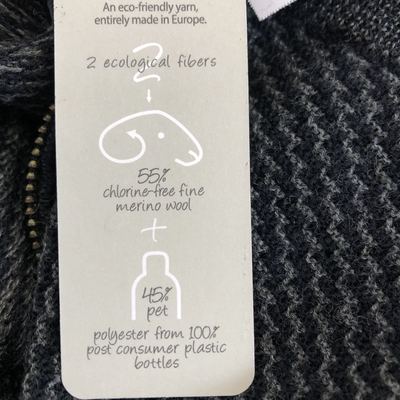 An eco-friendly yarn,
entirely made in Europe.
2 ecological fibers
55%
chlorine-free fine
merino wool
+
45%
pet
polyester from 100%
post consumer plastic
bottles